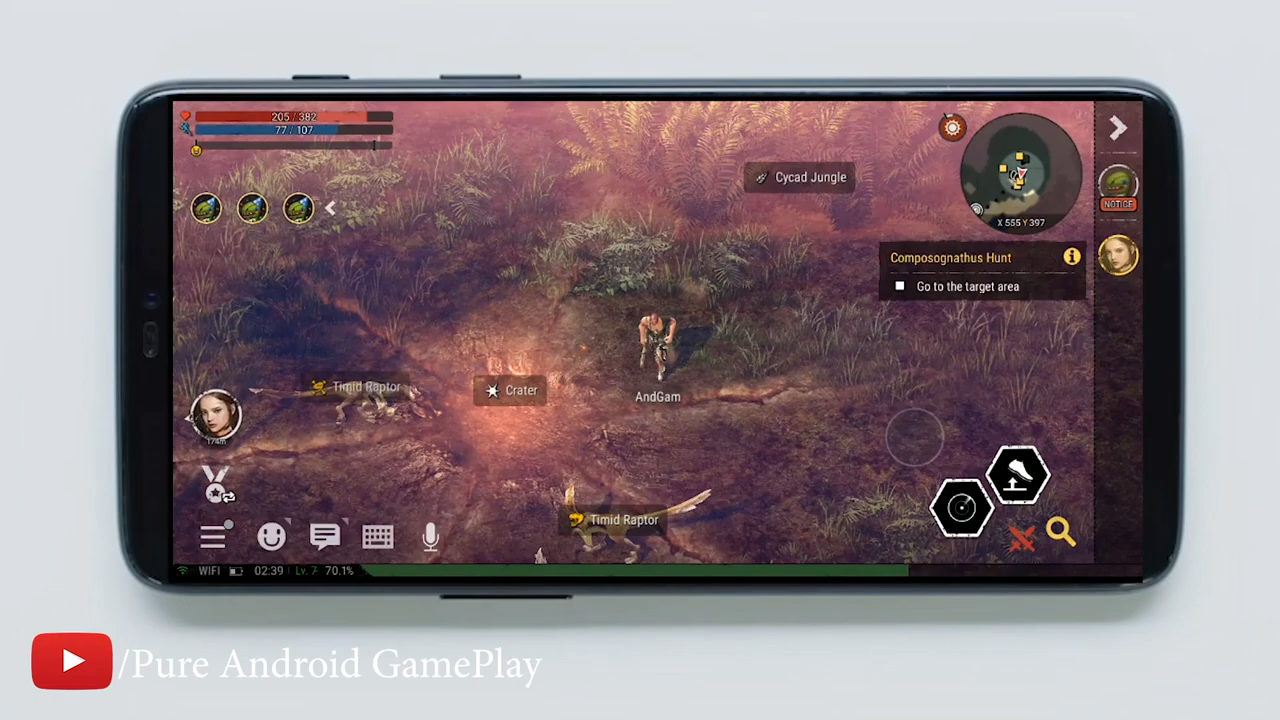 205 / 382
77 / 107
Cycad Jungle
X 555 Y 397
NOTICE
Composognathus Hunt
Go to the target area
Timid Raptor
Crater
AndGam
174m
Timid Raptor
WIFI 02:39 Lv. 7 70.1%
/Pure Android GamePlay